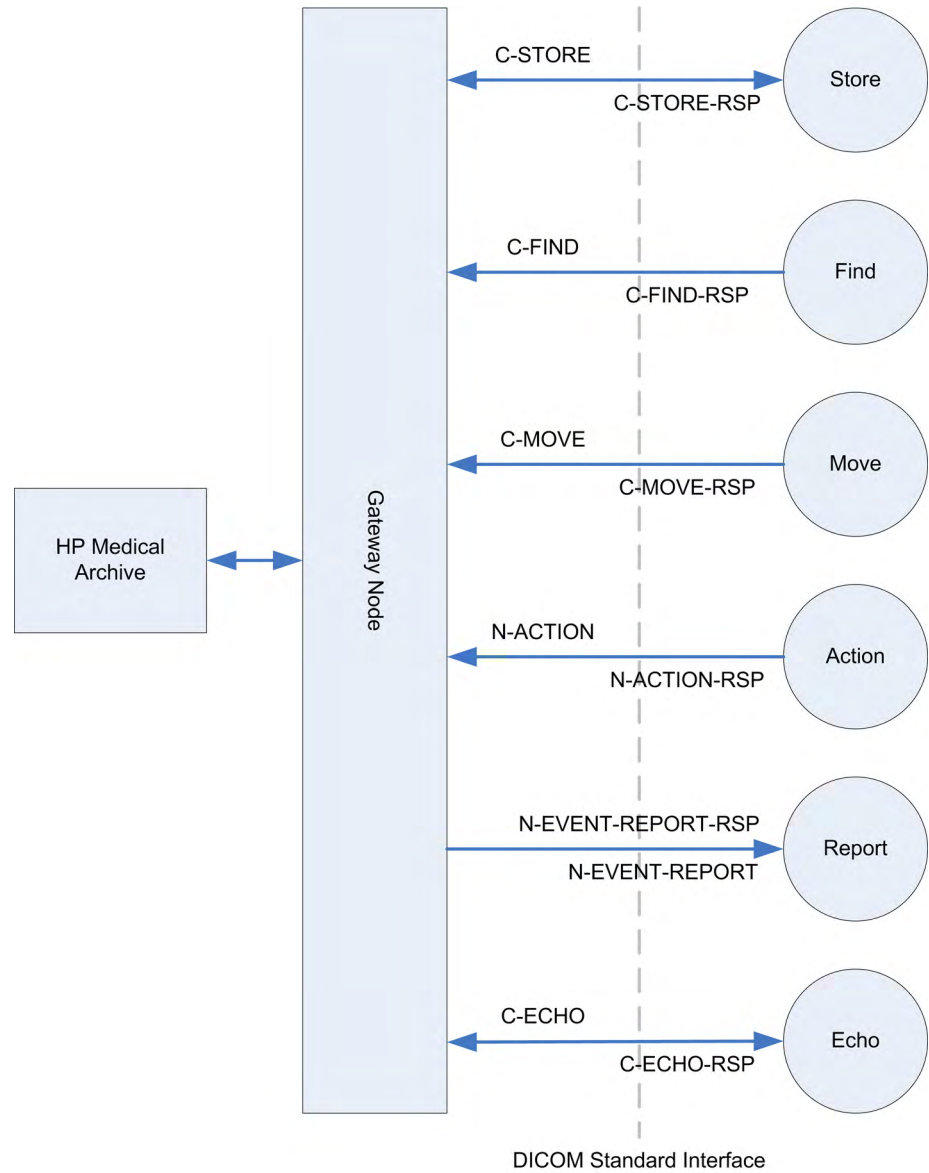 C-STORE
Store
C-STORE-RSP
C-FIND
Find
C-FIND-RSP
C-MOVE
Move
C-MOVE-RSP
Gateway Node
HP Medical
Archive
N-ACTION
Action
N-ACTION-RSP
N-EVENT-REPORT-RSP
Report
N-EVENT-REPORT
C-ECHO
Echo
C-ECHO-RSP
DICOM Standard Interface